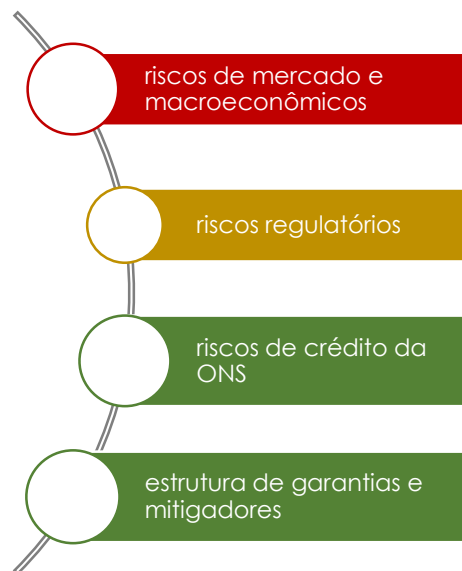 riscos de mercado e
macroeconômicos
riscos regulatórios
riscos de crédito da
ONS
estrutura de garantias e
mitigadores